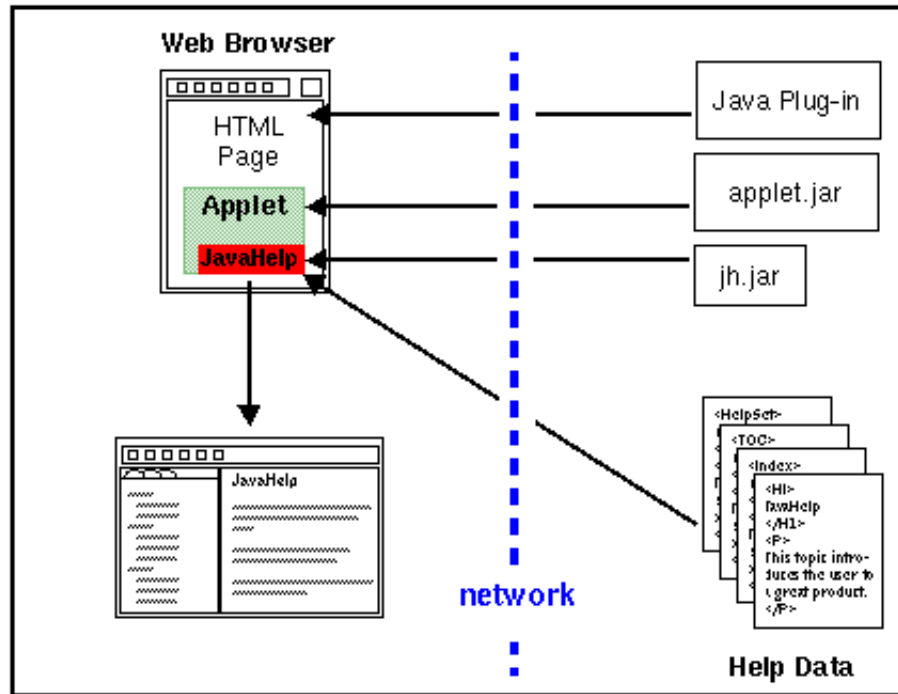 Web Browser
HTML
Page
Applet
JavaHelp
Java Plug-in
applet.jar
jh.jar
JavaHelp
network
<HelpSet>
<TOC>
<Index>
<H1>
JavaHelp
</H1>
<P>
This topic intro-
duces the user to
a great product.
</P>
Help Data